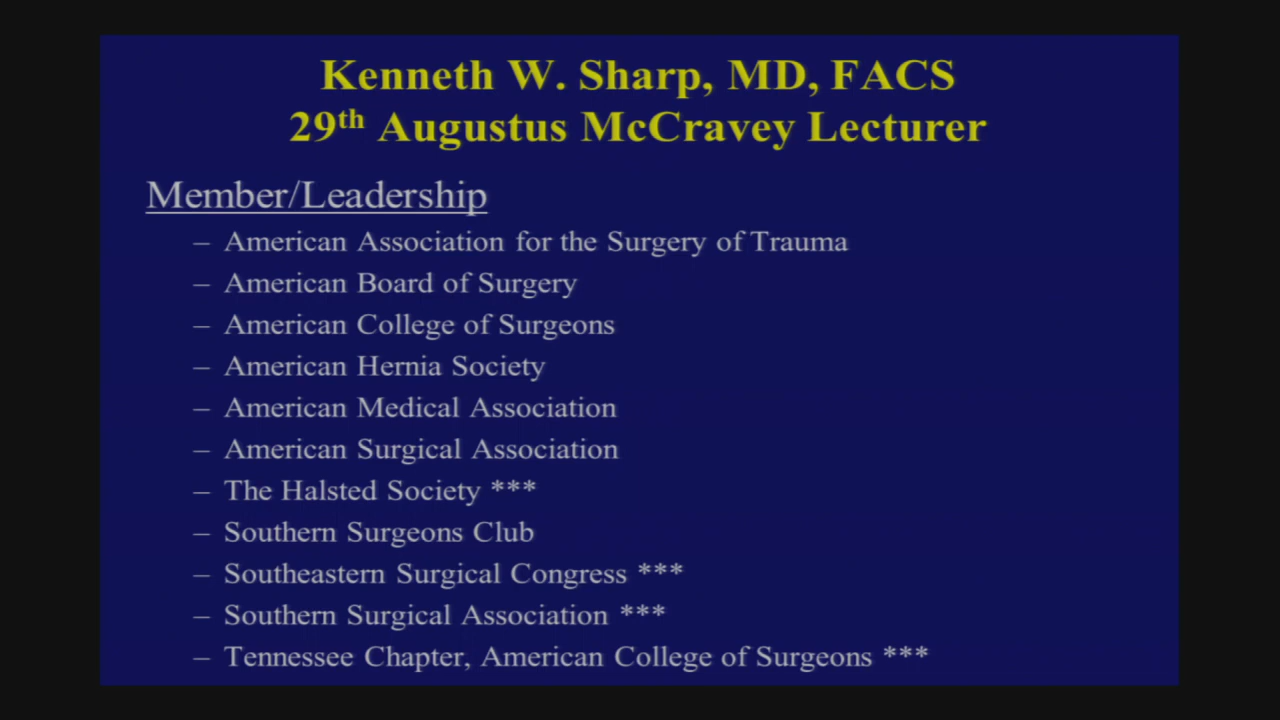 Kenneth W. Sharp, MD, FACS
29th Augustus McCravey Lecturer
Member/Leadership
– American Association for the Surgery of Trauma
– American Board of Surgery
– American College of Surgeons
– American Hernia Society
– American Medical Association
– American Surgical Association
– The Halsted Society ***
– Southern Surgeons Club
– Southeastern Surgical Congress ***
– Southern Surgical Association ***
– Tennessee Chapter, American College of Surgeons ***